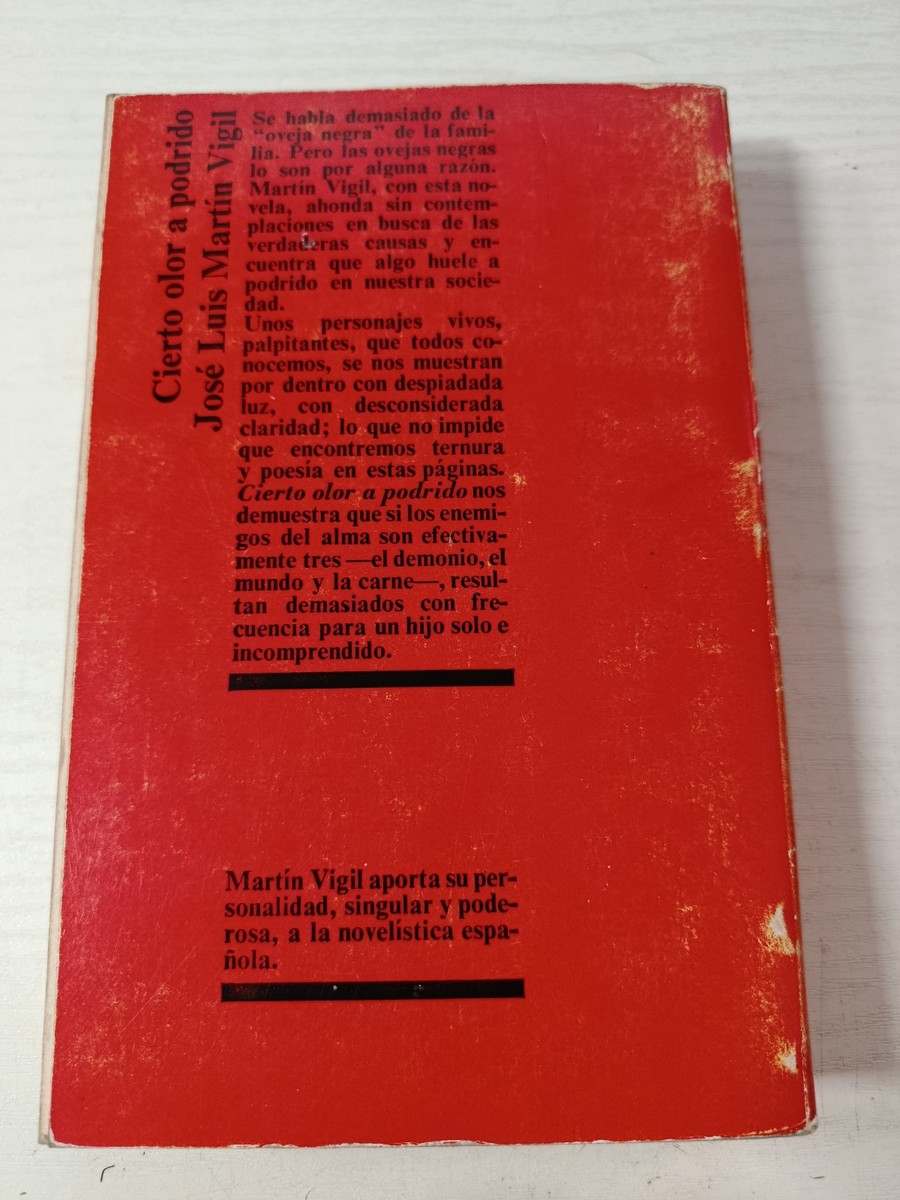 Cierto olor a podrido
José Luis Martín Vigil
Se habla demasiado de la
"oveja negra" de la fami-
lia. Pero las ovejas negras
lo son por alguna razón.
Martín Vigil, con esta no-
vela, ahonda sin contem-
placiones en busca de las
verdaderas causas y en-
cuentra que algo huele a
podrido en nuestra socie-
dad.
Unos personajes vivos,
palpitantes, que todos co-
nocemos, se nos muestran
por dentro con despiadada
luz, con desconsiderada
claridad; lo que no impide
que encontremos ternura
y poesía en estas páginas.
Cierto olor a podrido nos
demuestra que si los enemi-
gos del alma son efectiva-
mente tres —el demonio, el
mundo y la carne—, resul-
tan demasiados con fre-
cuencia para un hijo solo e
incomprendido.
Martín Vigil aporta su per-
sonalidad, singular y pode-
rosa, a la novelística espa-
ñola.